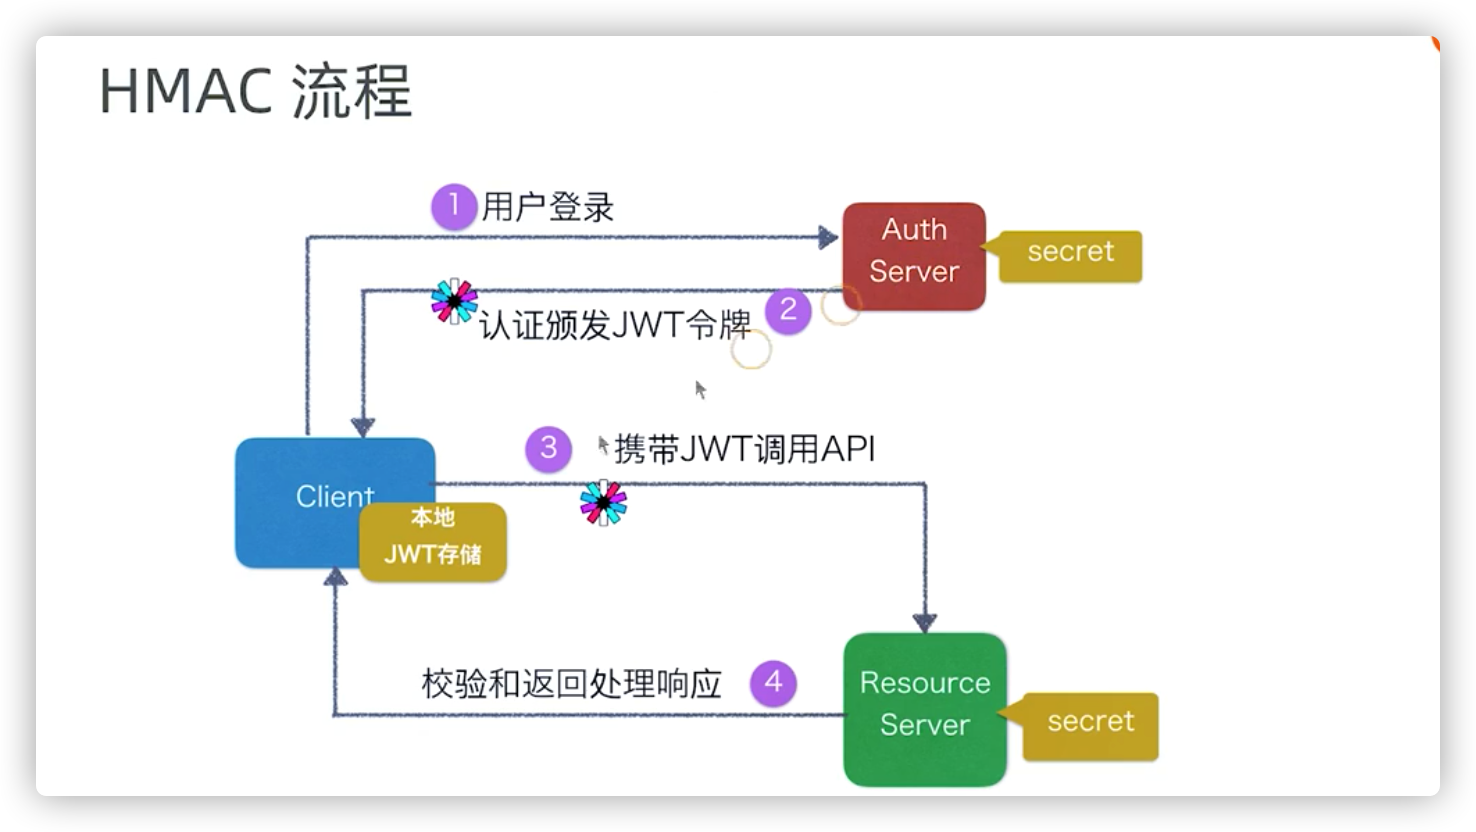 HMAC 流程
1 用户登录
Auth
Server
secret
认证颁发JWT令牌 2
3 携带JWT调用API
Client
本地
JWT存储
校验和返回处理响应 4
Resource
Server
secret